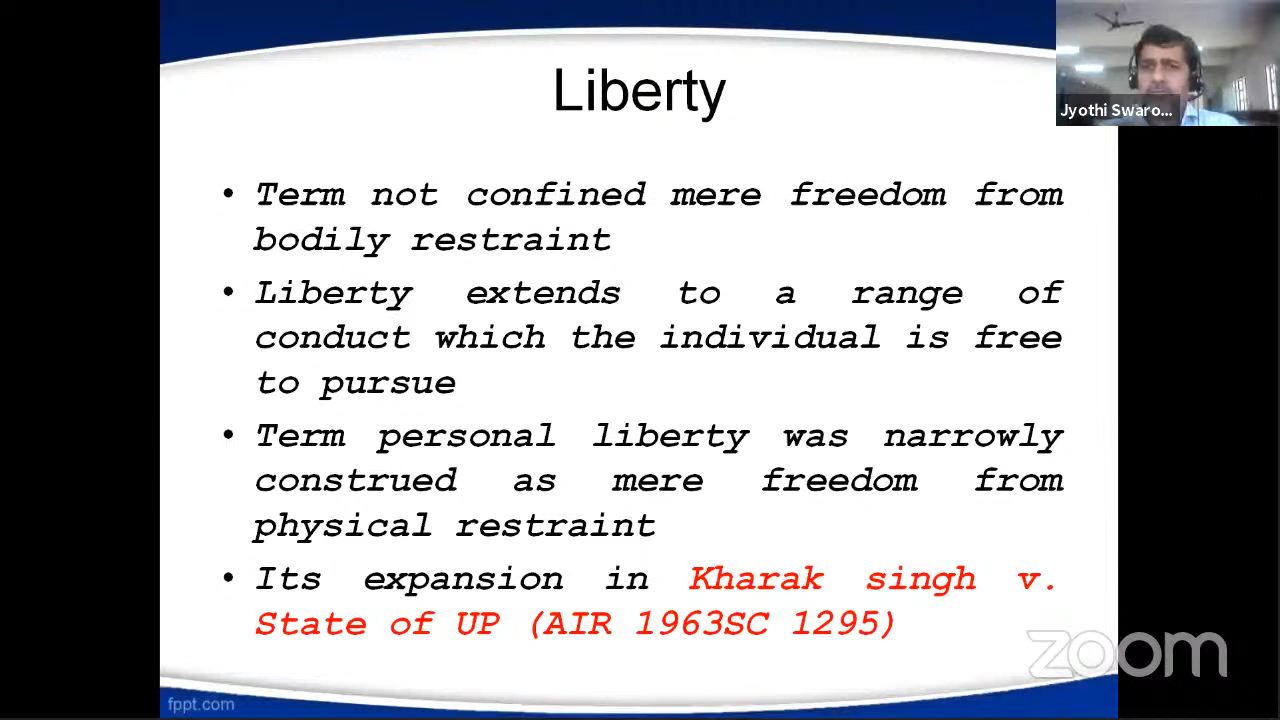 Liberty
Jyothi Swaro...
• Term not confined mere freedom from
bodily restraint
• Liberty extends to a range of
conduct which the individual is free
to pursue
• Term personal liberty was narrowly
construed as mere freedom from
physical restraint
• Its expansion in Kharak singh v.
State of UP (AIR 1963SC 1295)
zoom
fppt.com